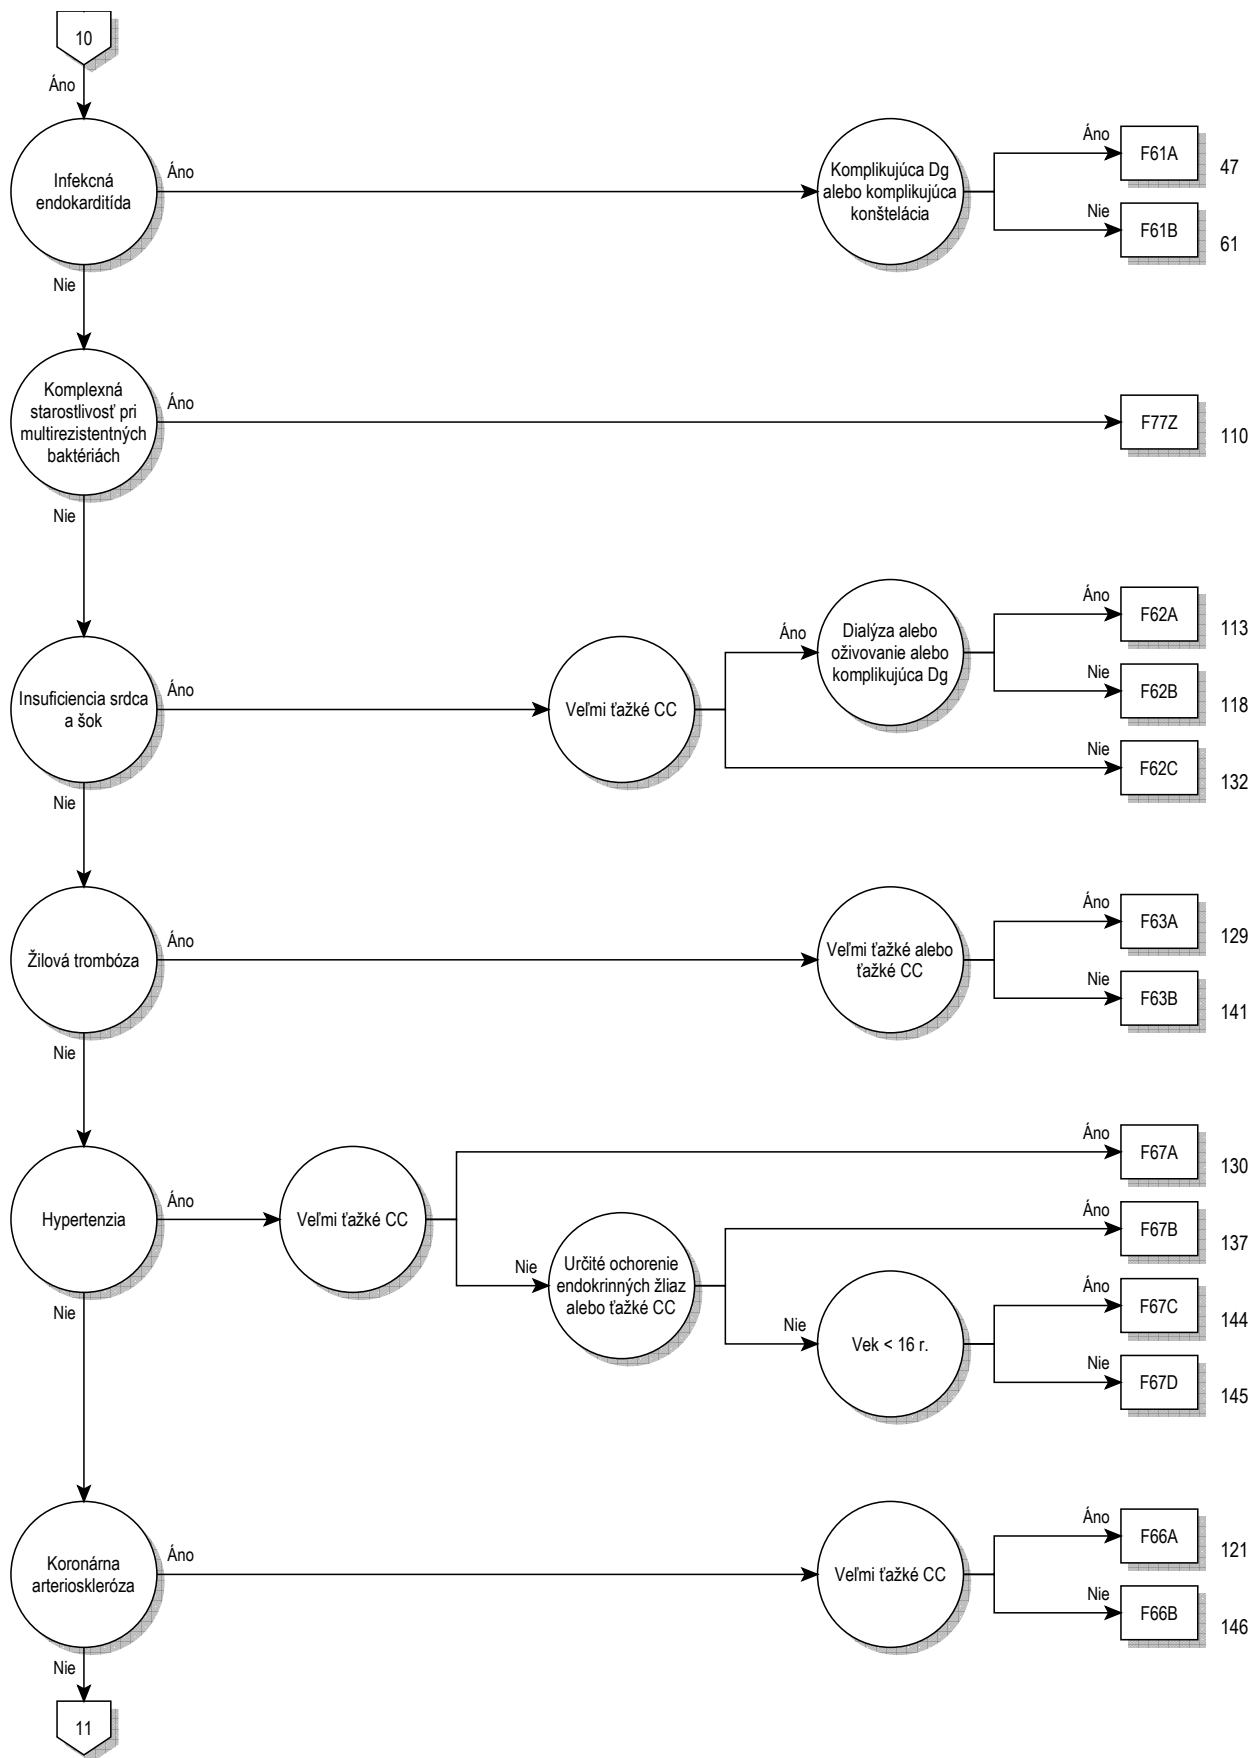 10
Áno
Infekcná
endokarditída
Áno
Komplikujúca Dg
alebo komplikujúca
konštelácia
Áno
F61A
47
Nie
F61B
61
Nie
Komplexná
starostlivosť pri
multirezistentných
baktériách
Áno
F77Z
110
Nie
Insuficiencia srdca
a šok
Áno
Veľmi ťažké CC
Áno
Dialýza alebo
oživovanie alebo
komplikujúca Dg
Áno
F62A
113
Nie
F62B
118
Nie
F62C
132
Nie
Žilová trombóza
Áno
Veľmi ťažké alebo
ťažké CC
Áno
F63A
129
Nie
F63B
141
Nie
Hypertenzia
Áno
Veľmi ťažké CC
Áno
F67A
130
Nie
Určité ochorenie
endokrinných žliaz
alebo ťažké CC
Áno
F67B
137
Nie
Vek < 16 r.
Áno
F67C
144
Nie
F67D
145
Nie
Koronárna
arterioskleróza
Áno
Veľmi ťažké CC
Áno
F66A
121
Nie
F66B
146
Nie
11